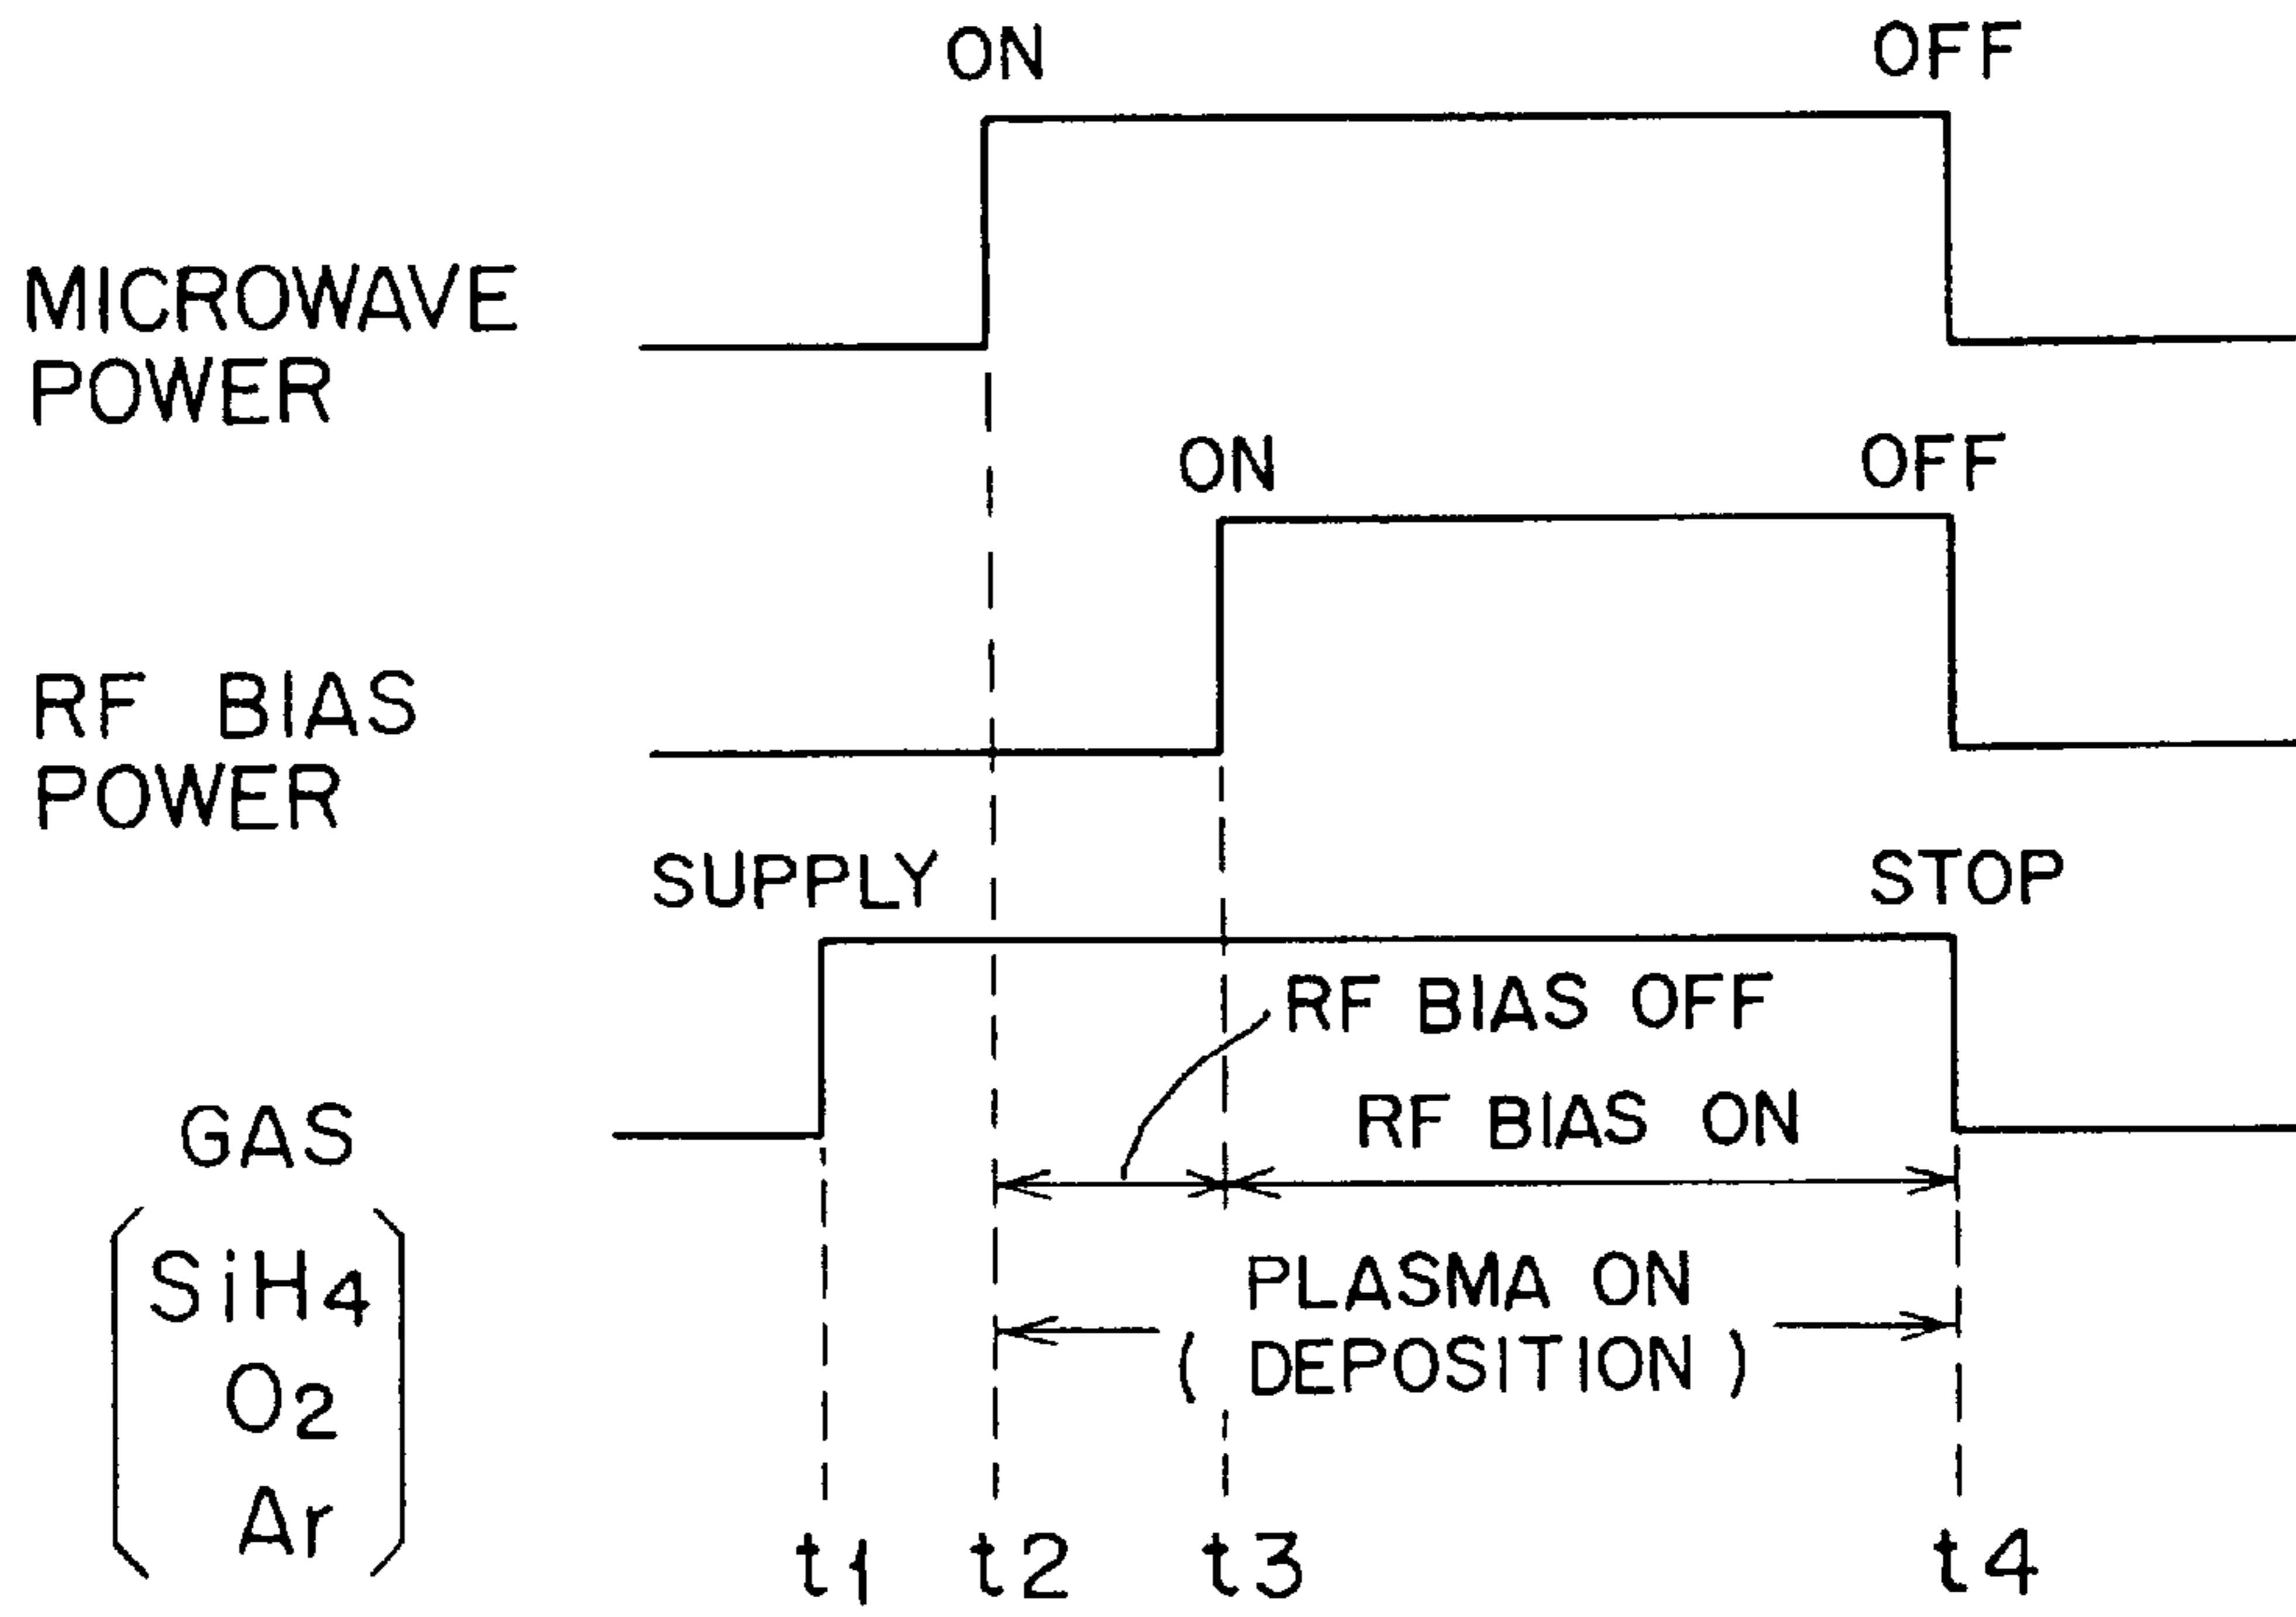 ON
OFF
MICROWAVE
POWER
ON
OFF
RF BIAS
POWER
SUPPLY
STOP
RF BIAS OFF
RF BIAS ON
GAS
SiH4
O2
Ar
PLASMA ON
( DEPOSITION )
t1 t2 t3 t4